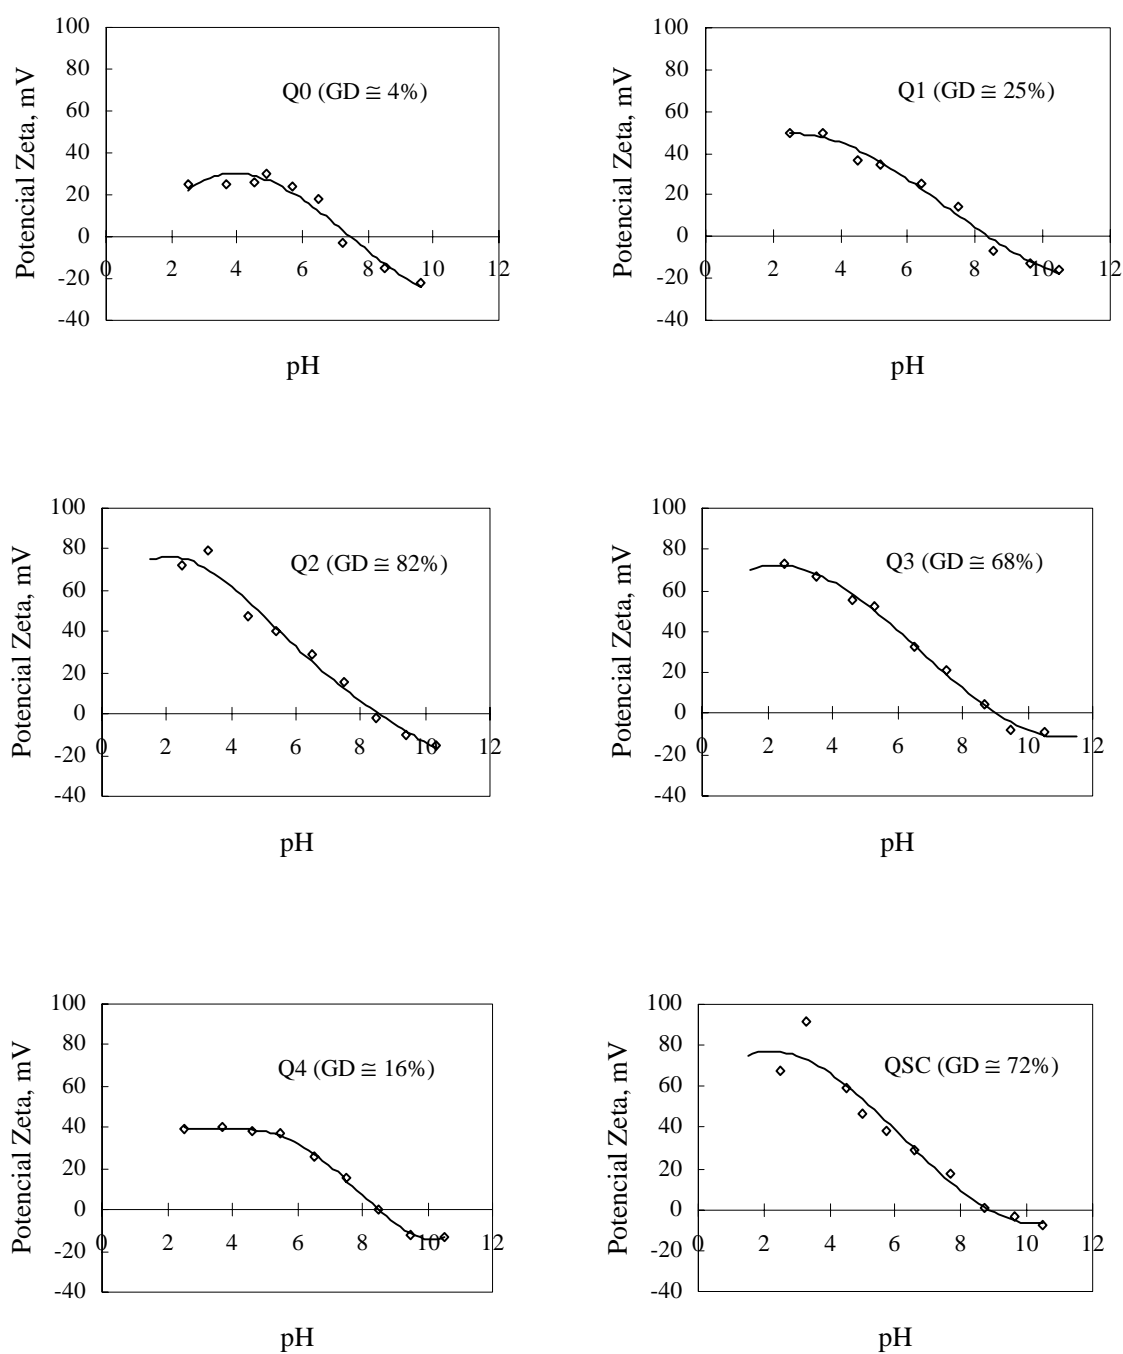 100
80
60
40
20
0
-20
-40
0 2 4 6 8 10 12
Potencial Zeta, mV
pH
Q0 (GD ≅ 4%)
100
80
60
40
20
0
-20
-40
0 2 4 6 8 10 12
Potencial Zeta, mV
pH
Q1 (GD ≅ 25%)
100
80
60
40
20
0
-20
-40
0 2 4 6 8 10 12
Potencial Zeta, mV
pH
Q2 (GD ≅ 82%)
100
80
60
40
20
0
-20
-40
0 2 4 6 8 10 12
Potencial Zeta, mV
pH
Q3 (GD ≅ 68%)
100
80
60
40
20
0
-20
-40
0 2 4 6 8 10 12
Potencial Zeta, mV
pH
Q4 (GD ≅ 16%)
100
80
60
40
20
0
-20
-40
0 2 4 6 8 10 12
Potencial Zeta, mV
pH
QSC (GD ≅ 72%)